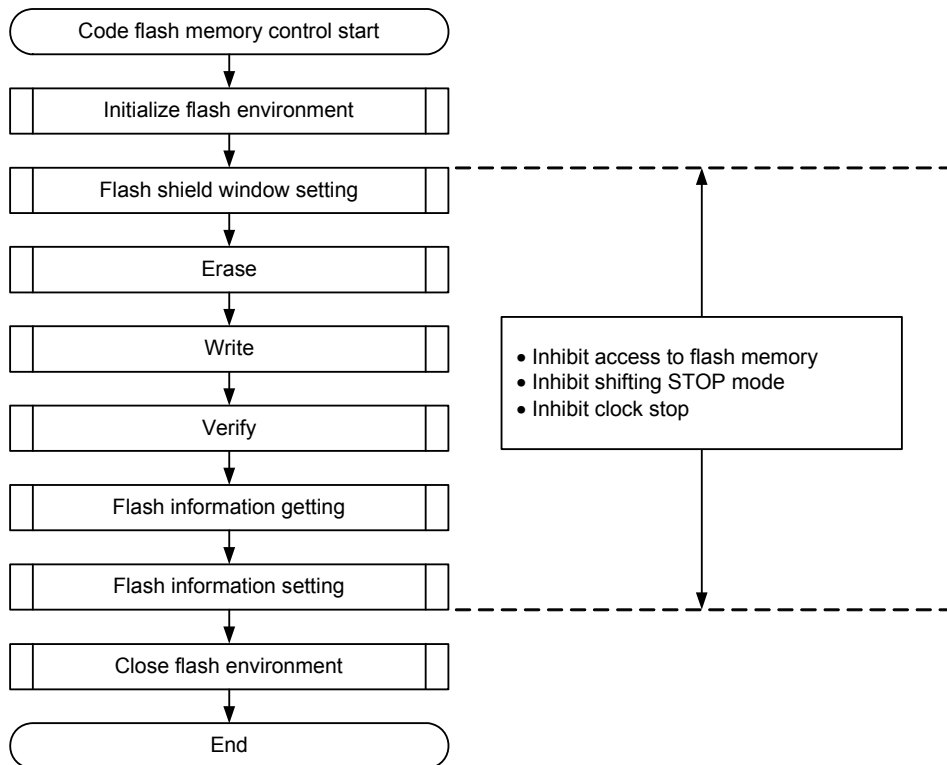 Code flash memory control start
Initialize flash environment
Flash shield window setting
Erase
Write
Verify
Flash information getting
Flash information setting
Close flash environment
End
• Inhibit access to flash memory
• Inhibit shifting STOP mode
• Inhibit clock stop